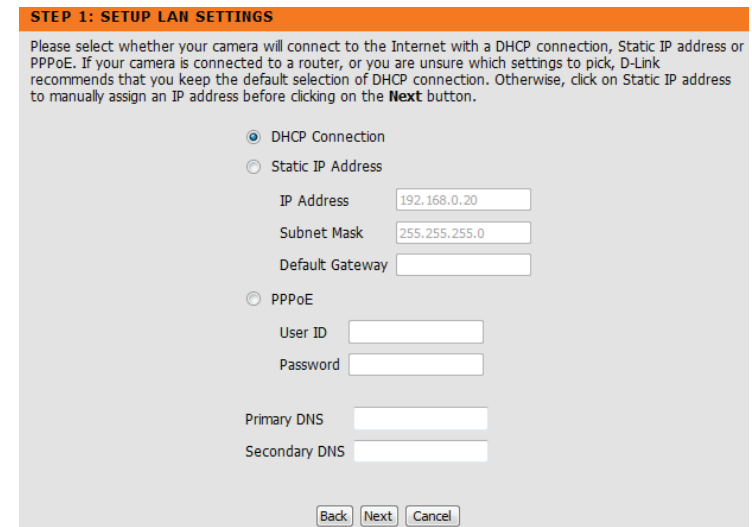 STEP 1: SETUP LAN SETTINGS
Please select whether your camera will connect to the Internet with a DHCP connection, Static IP address or
PPPoE. If your camera is connected to a router, or you are unsure which settings to pick, D-Link
recommends that you keep the default selection of DHCP connection. Otherwise, click on Static IP address
to manually assign an IP address before clicking on the Next button.
DHCP Connection
Static IP Address
IP Address 192.168.0.20
Subnet Mask 255.255.255.0
Default Gateway
PPPoE
User ID
Password
Primary DNS
Secondary DNS
Back Next Cancel